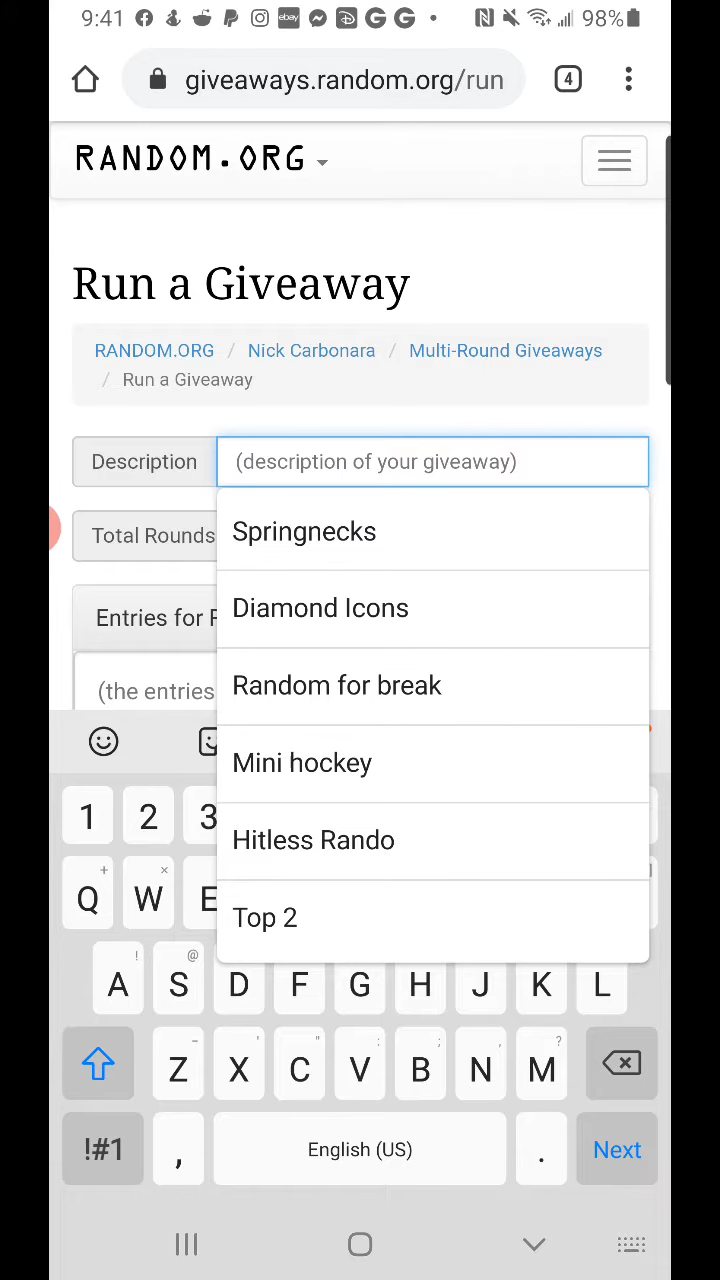 9:41 98%
giveaways.random.org/run 4
RANDOM.ORG
Run a Giveaway
RANDOM.ORG / Nick Carbonara / Multi-Round Giveaways
/ Run a Giveaway
Description (description of your giveaway)
Springnecks
Total Rounds
Diamond Icons
Entries for
Random for break
(the entries
Mini hockey
Hitless Rando
Top 2
1 2 3
Q W E
A S D F G H J K L
Z X C V B N M
!#1 , English (US) . Next